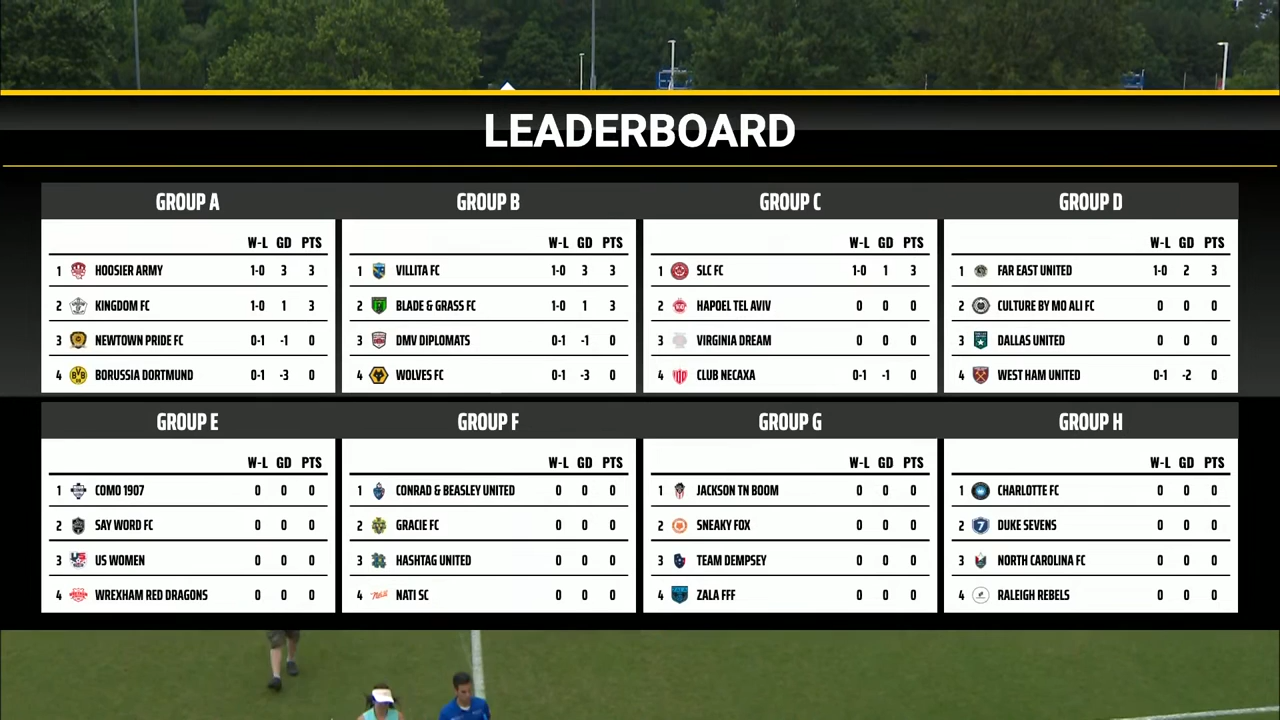 LEADERBOARD
GROUP A
W-L GD PTS
1 HOOSIER ARMY 1-0 3 3
2 KINGDOM FC 1-0 1 3
3 NEWTOWN PRIDE FC 0-1 -1 0
4 BORUSSIA DORTMUND 0-1 -3 0
GROUP B
W-L GD PTS
1 VILLITA FC 1-0 3 3
2 BLADE & GRASS FC 1-0 1 3
3 DMV DIPLOMATS 0-1 -1 0
4 WOLVES FC 0-1 -3 0
GROUP C
W-L GD PTS
1 SLC FC 1-0 1 3
2 HAPOEL TEL AVIV 0 0 0
3 VIRGINIA DREAM 0 0 0
4 CLUB NECAXA 0-1 -1 0
GROUP D
W-L GD PTS
1 FAR EAST UNITED 1-0 2 3
2 CULTURE BY MO ALI FC 0 0 0
3 DALLAS UNITED 0 0 0
4 WEST HAM UNITED 0-1 -2 0
GROUP E
W-L GD PTS
1 COMO 1907 0 0 0
2 SAY WORD FC 0 0 0
3 US WOMEN 0 0 0
4 WREXHAM RED DRAGONS 0 0 0
GROUP F
W-L GD PTS
1 CONRAD & BEASLEY UNITED 0 0 0
2 GRACIE FC 0 0 0
3 HASHTAG UNITED 0 0 0
4 NATI SC 0 0 0
GROUP G
W-L GD PTS
1 JACKSON TN BOOM 0 0 0
2 SNEAKY FOX 0 0 0
3 TEAM DEMPSEY 0 0 0
4 ZALA FFF 0 0 0
GROUP H
W-L GD PTS
1 CHARLOTTE FC 0 0 0
2 DUKE SEVENS 0 0 0
3 NORTH CAROLINA FC 0 0 0
4 RALEIGH REBELS 0 0 0